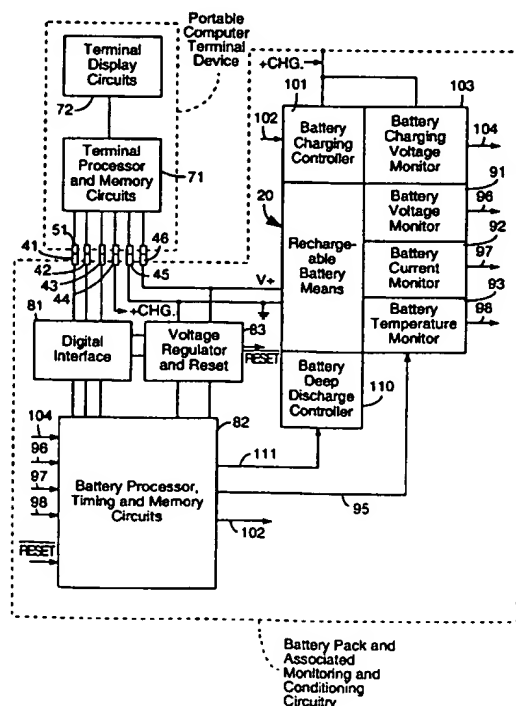 Portable
Computer
Terminal
Device
Terminal
Display
Circuits
72
Terminal
Processor
and Memory
Circuits
71
51
41
42
43
44
46
45
+CHG.
+CHG.
101
103
102
Battery
Charging
Controller
Battery
Charging
Voltage
Monitor
104
91
20
Recharge-
able
Battery
Means
Battery
Voltage
Monitor
96
92
Battery
Current
Monitor
97
93
Battery
Temperature
Monitor
98
V+
81
Digital
Interface
Voltage
Regulator
and Reset
83
RESET
Battery
Deep
Discharge
Controller
110
82
104
96
97
98
RESET
Battery Processor,
Timing and Memory
Circuits
111
95
102
Battery Pack and
Associated
Monitoring and
Conditioning
Circuitry